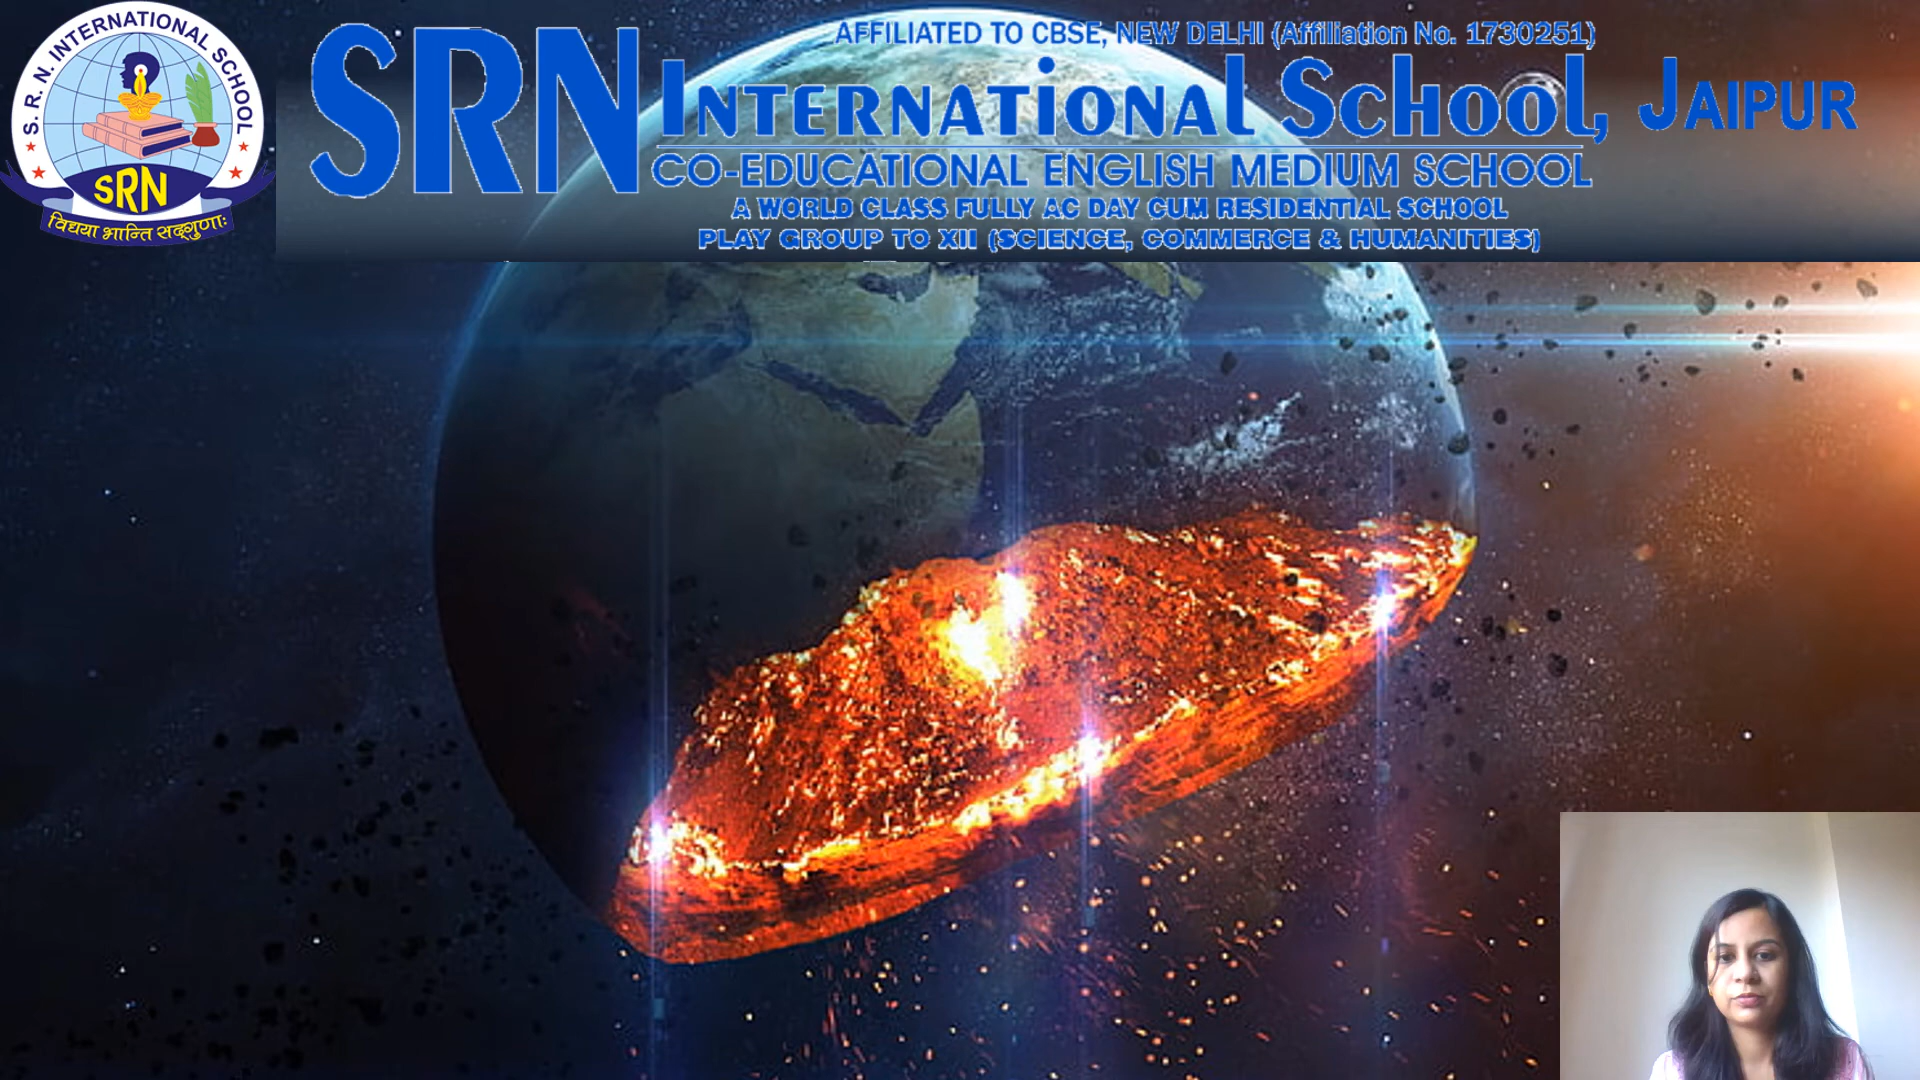 S. R. N. INTERNATIONAL SCHOOL
SRN
विद्यया भान्ति सद्गुणाः
AFFILIATED TO CBSE, NEW DELHI (Affiliation No. 1730251)
SRN INTERNATIONAL SCHOOL, JAIPUR
CO-EDUCATIONAL ENGLISH MEDIUM SCHOOL
A WORLD CLASS FULLY AC DAY CUM RESIDENTIAL SCHOOL
PLAY GROUP TO XII (SCIENCE, COMMERCE & HUMANITIES)